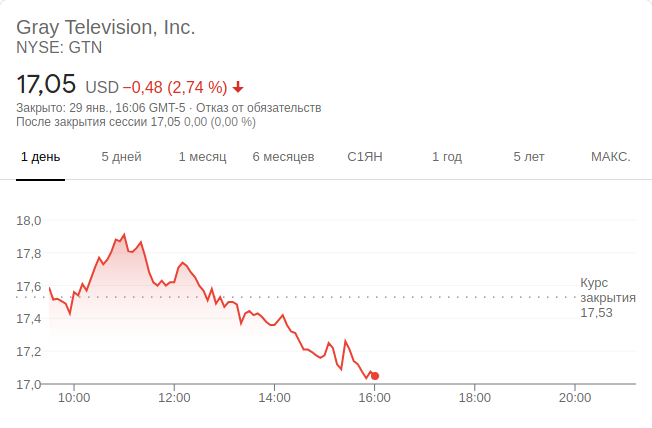 Gray Television, Inc.
NYSE: GTN
17,05 USD −0,48 (2,74 %)
Закрыто: 29 янв., 16:06 GMT-5 · Отказ от обязательств
После закрытия сессии 17,05 0,00 (0,00 %)
1 день 5 дней 1 месяц 6 месяцев С1ЯН 1 год 5 лет МАКС.
18,0
17,8
17,6
17,4
17,2
17,0
Курс
закрытия
17,53
10:00 12:00 14:00 16:00 18:00 20:00